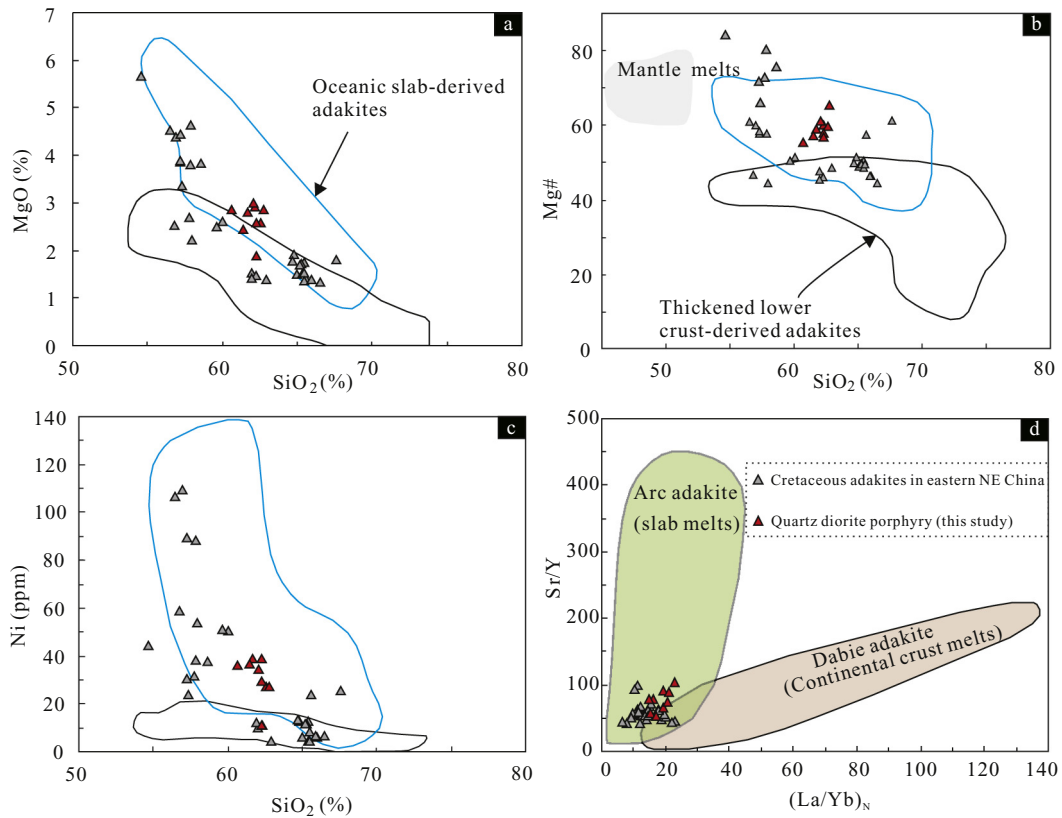 a
7
6
5
4
3
2
1
0
MgO (%)
Oceanic slab-derived
adakites
50
60
70
80
SiO2 (%)
b
80
60
40
20
0
Mg#
Mantle melts
Thickened lower
crust-derived adakites
50
60
70
80
SiO2 (%)
c
140
120
100
80
60
40
20
0
Ni (ppm)
50
60
70
80
SiO2 (%)
d
500
400
300
200
100
0
Sr/Y
Arc adakite
(slab melts)
Cretaceous adakites in eastern NE China
Quartz diorite porphyry (this study)
Dabie adakite
(Continental crust melts)
0 20 40 60 80 100 120 140
(La/Yb)N